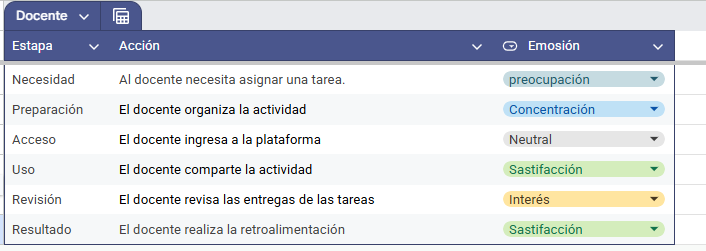 Docente
Estapa Acción Emosión
Necesidad Al docente necesita asignar una tarea. preocupación
Preparación El docente organiza la actividad Concentración
Acceso El docente ingresa a la plataforma Neutral
Uso El docente comparte la actividad Sastifacción
Revisión El docente revisa las entregas de las tareas Interés
Resultado El docente realiza la retroalimentación Sastifacción